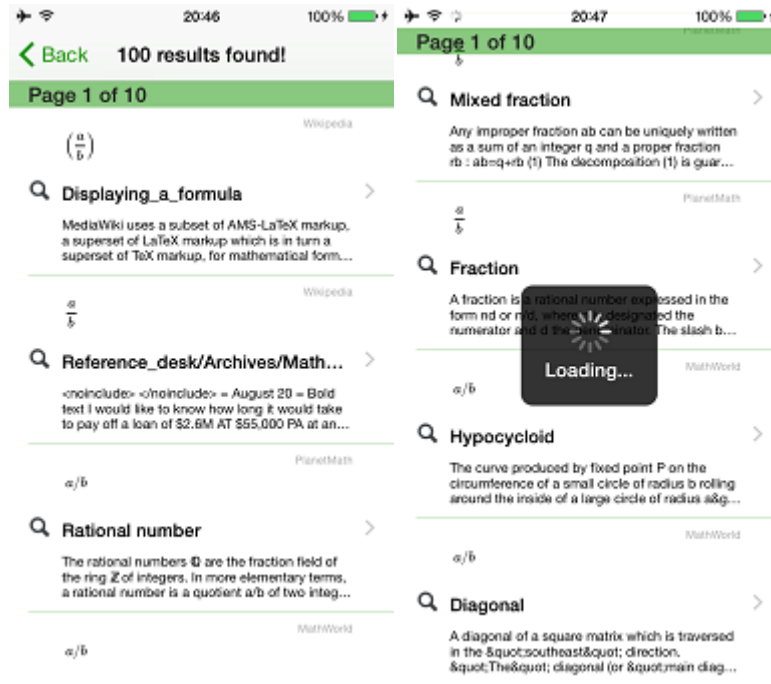 20:46 100%
Back 100 results found!
Page 1 of 10
Wikipedia
(a/b)
Displaying_a_formula
MediaWiki uses a subset of AMS-LaTeX markup,
a superset of LaTeX markup which is in turn a
superset of TeX markup, for mathematical form...
Wikipedia
a/b
Reference_desk/Archives/Math...
<noinclude> </noinclude> = August 20 = Bold
text I would like to know how long it would take
to pay off a loan of $2.6M AT $55,000 PA at an...
PlanetMath
a/b
Rational number
The rational numbers ℚ are the fraction field of
the ring ℤ of integers. In more elementary terms,
a rational number is a quotient a/b of two integ...
MathWorld
a/b
20:47 100%
PlanetMath
Page 1 of 10
b
Mixed fraction
Any improper fraction ab can be uniquely written
as a sum of an integer q and a proper fraction
rb : ab=q+rb (1) The decomposition (1) is guar...
PlanetMath
a/b
Fraction
A fraction is a rational number expressed in the
form nd or n/d, where designated the
numerator and d the denominator. The slash b...
Loading...
MathWorld
a/b
Hypocycloid
The curve produced by fixed point P on the
circumference of a small circle of radius b rolling
around the inside of a large circle of radius a&g...
MathWorld
a/b
Diagonal
A diagonal of a square matrix which is traversed
in the &quot;southeast&quot; direction.
&quot;The&quot; diagonal (or &quot;main diag...